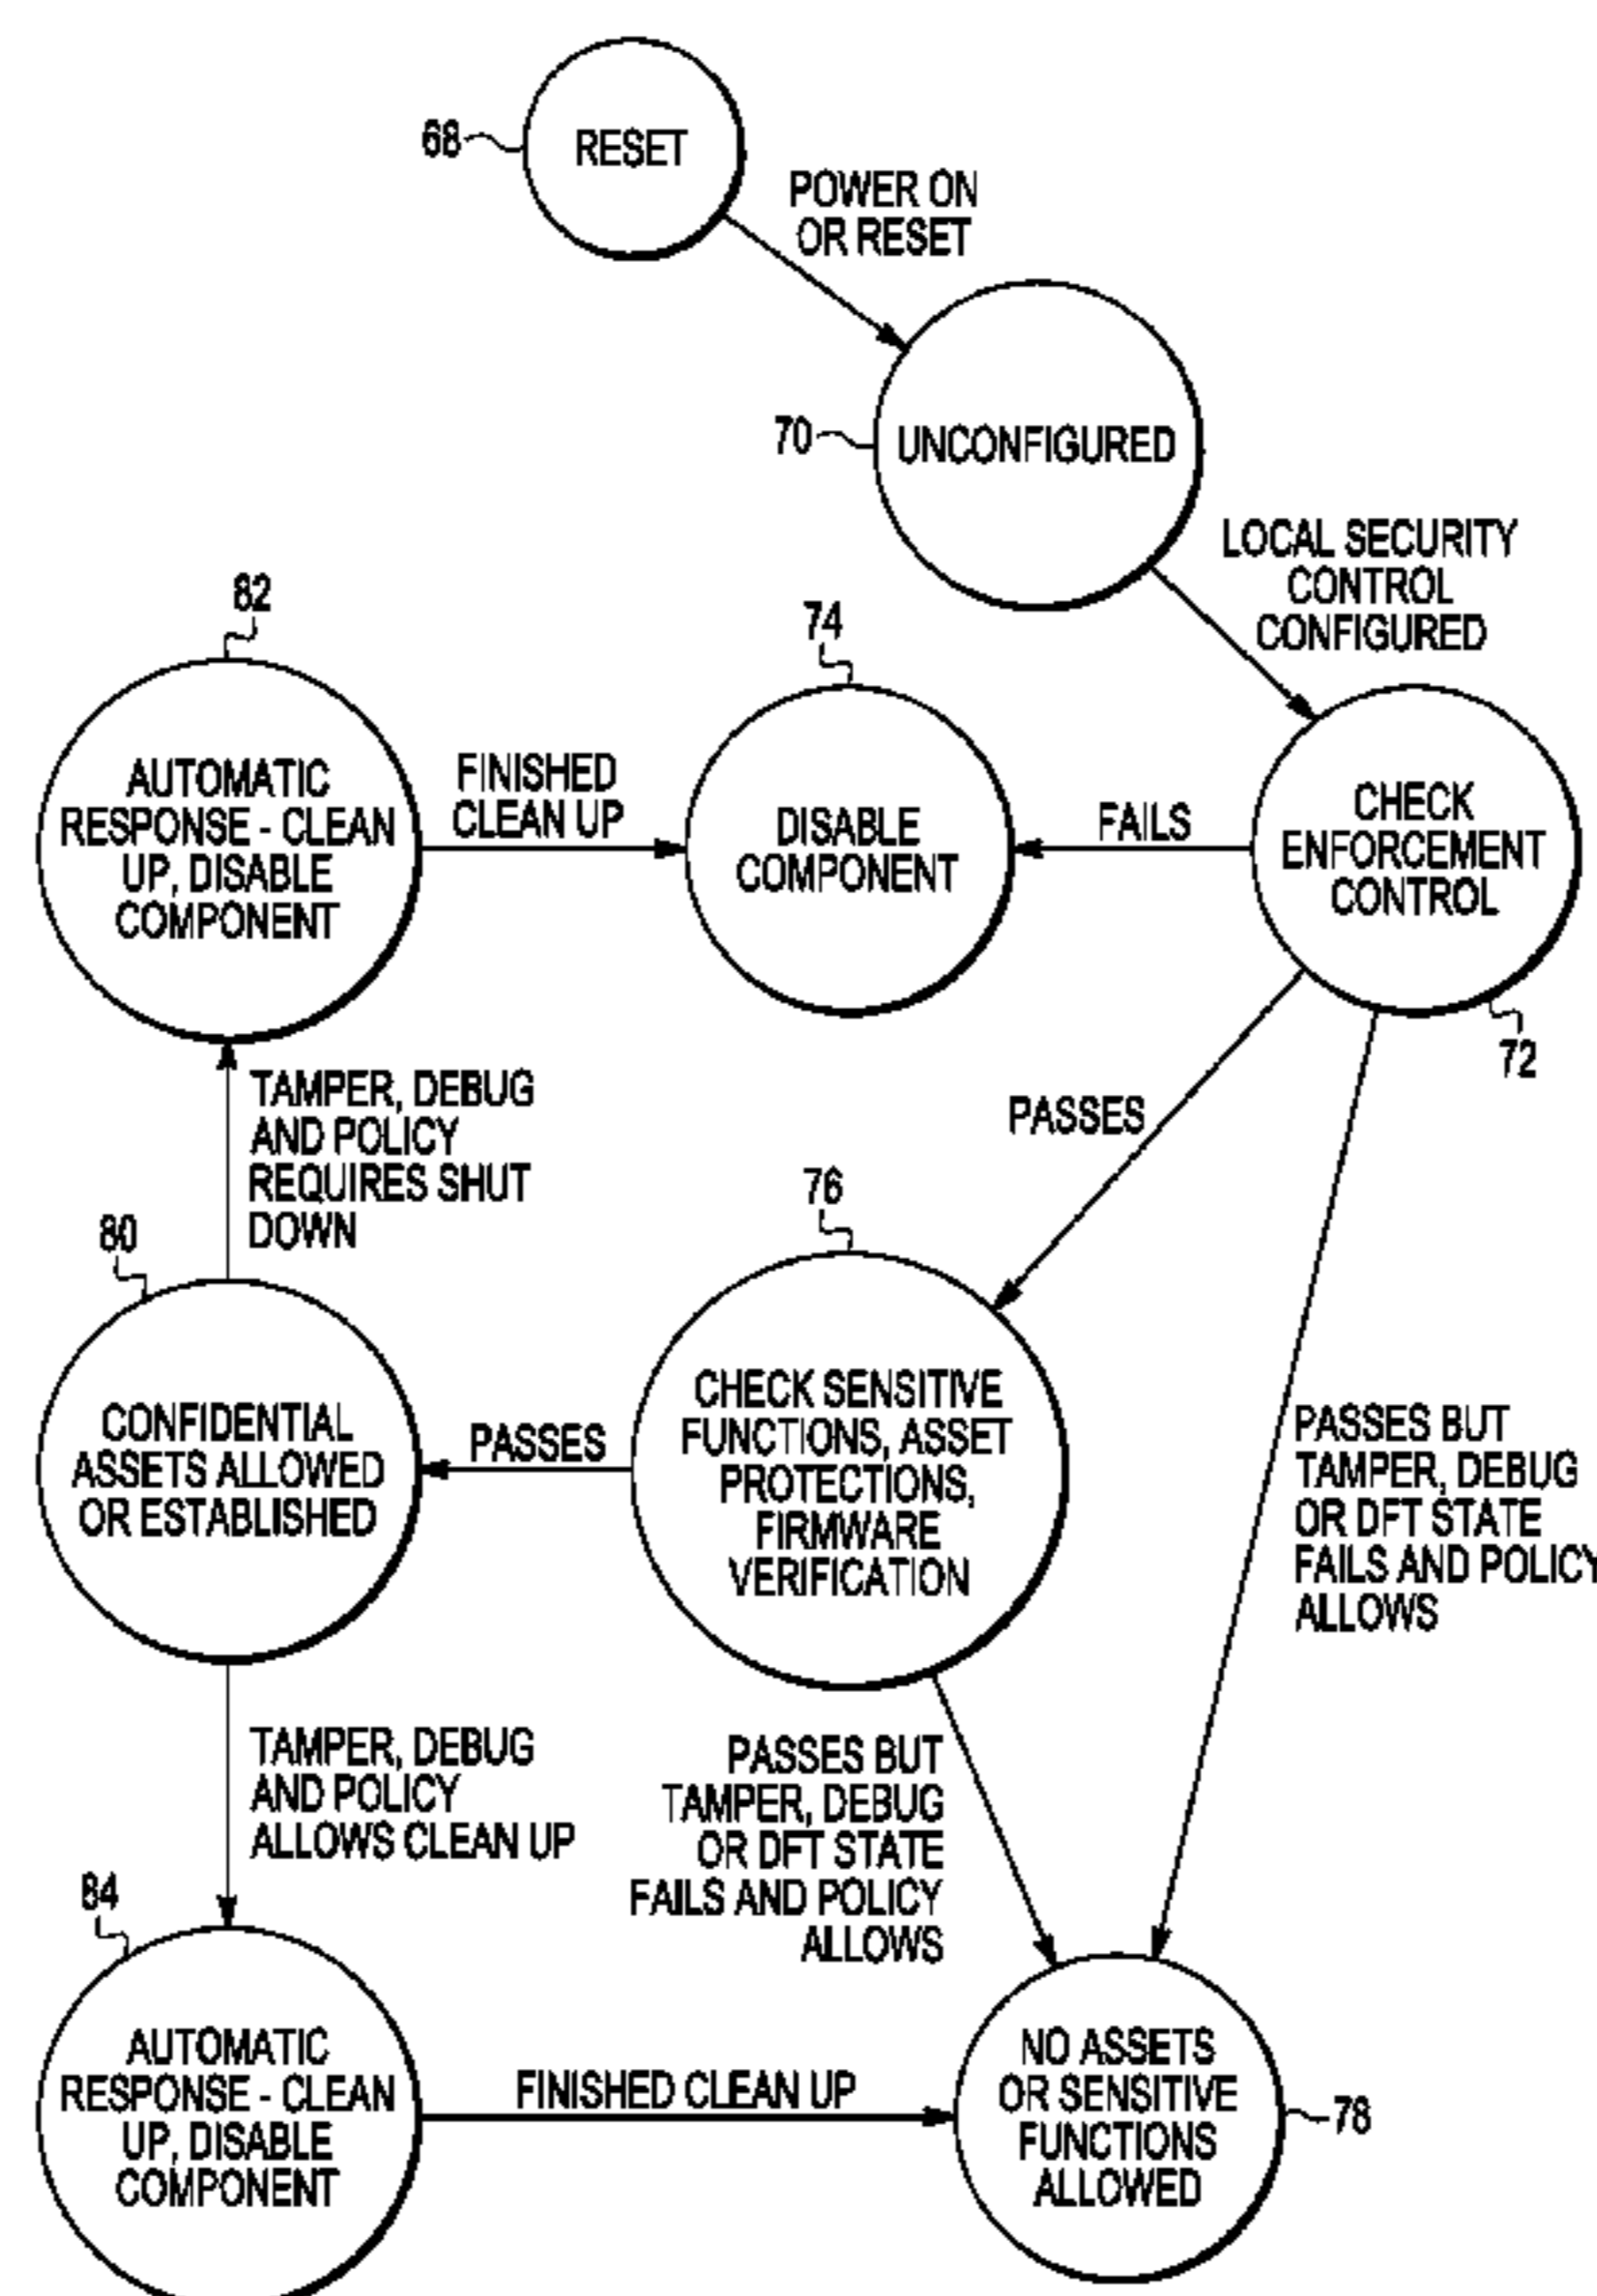 68
RESET
POWER ON
OR RESET
70
UNCONFIGURED
LOCAL SECURITY
CONTROL
CONFIGURED
82
AUTOMATIC
RESPONSE - CLEAN
UP, DISABLE
COMPONENT
FINISHED
CLEAN UP
74
DISABLE
COMPONENT
FAILS
CHECK
ENFORCEMENT
CONTROL
72
TAMPER, DEBUG
AND POLICY
REQUIRES SHUT
DOWN
PASSES
76
80
CONFIDENTIAL
ASSETS ALLOWED
OR ESTABLISHED
PASSES
CHECK SENSITIVE
FUNCTIONS, ASSET
PROTECTIONS,
FIRMWARE
VERIFICATION
PASSES BUT
TAMPER, DEBUG
OR DFT STATE
FAILS AND POLICY
ALLOWS
TAMPER, DEBUG
AND POLICY
ALLOWS CLEAN UP
PASSES BUT
TAMPER, DEBUG
OR DFT STATE
FAILS AND POLICY
ALLOWS
84
AUTOMATIC
RESPONSE - CLEAN
UP, DISABLE
COMPONENT
FINISHED CLEAN UP
NO ASSETS
OR SENSITIVE
FUNCTIONS
ALLOWED
78